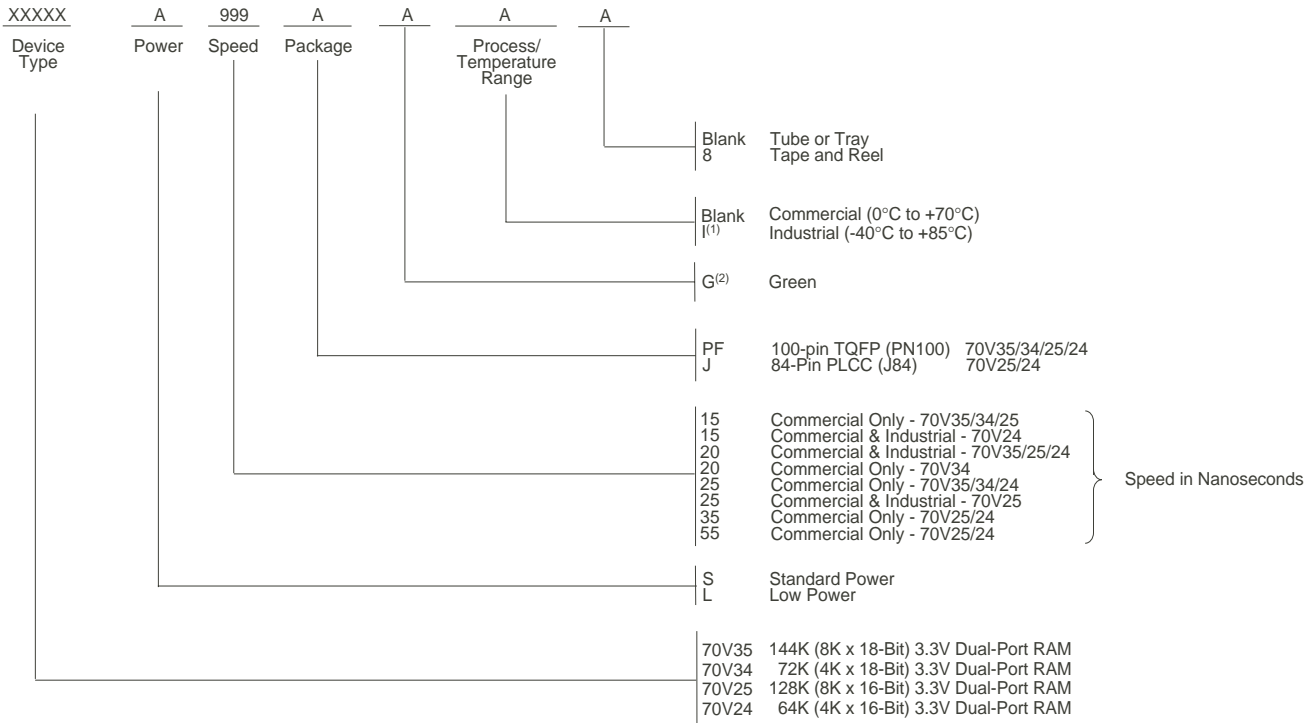 XXXXX A 999 A A A A
Device Type
Power
Speed
Package
Process/
Temperature
Range
Blank Tube or Tray
8 Tape and Reel
Blank Commercial (0°C to +70°C)
I(1) Industrial (-40°C to +85°C)
G(2) Green
PF 100-pin TQFP (PN100) 70V35/34/25/24
J 84-Pin PLCC (J84) 70V25/24
15 Commercial Only - 70V35/34/25
15 Commercial & Industrial - 70V24
20 Commercial & Industrial - 70V35/25/24
20 Commercial Only - 70V34
25 Commercial Only - 70V35/34/24
25 Commercial & Industrial - 70V25
35 Commercial Only - 70V25/24
55 Commercial Only - 70V25/24
Speed in Nanoseconds
S Standard Power
L Low Power
70V35 144K (8K x 18-Bit) 3.3V Dual-Port RAM
70V34 72K (4K x 18-Bit) 3.3V Dual-Port RAM
70V25 128K (8K x 16-Bit) 3.3V Dual-Port RAM
70V24 64K (4K x 16-Bit) 3.3V Dual-Port RAM